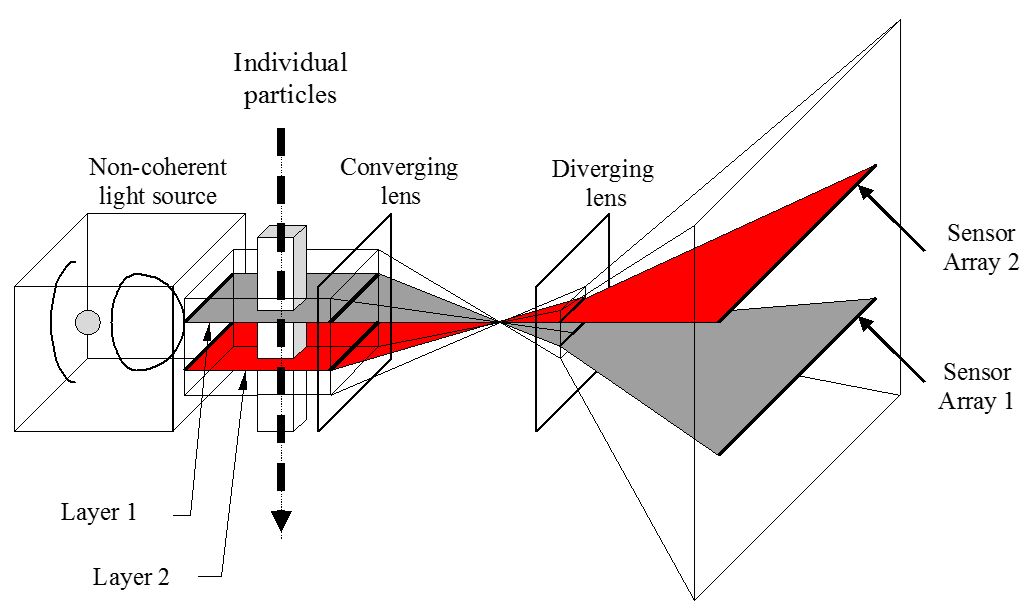 Individual
particles
Non-coherent
light source
Converging
lens
Diverging
lens
Sensor
Array 2
Sensor
Array 1
Layer 1
Layer 2